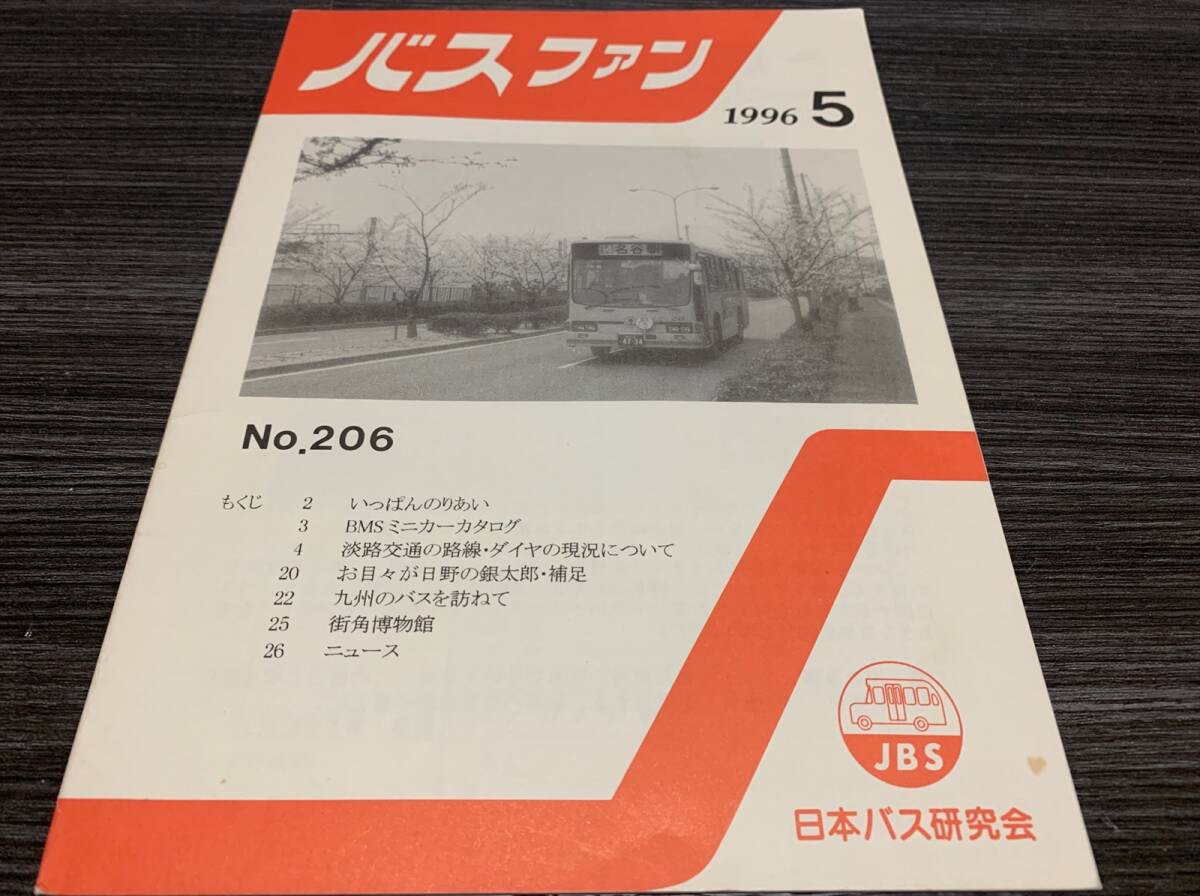 バスファン
1996 5
名谷駅
47-34
No.206
もくじ 2 いっぱんのりあい
3 BMSミニカーカタログ
4 淡路交通の路線・ダイヤの現況について
20 お目々が日野の銀太郎・補足
22 九州のバスを訪ねて
25 街角博物館
26 ニュース
JBS
日本バス研究会